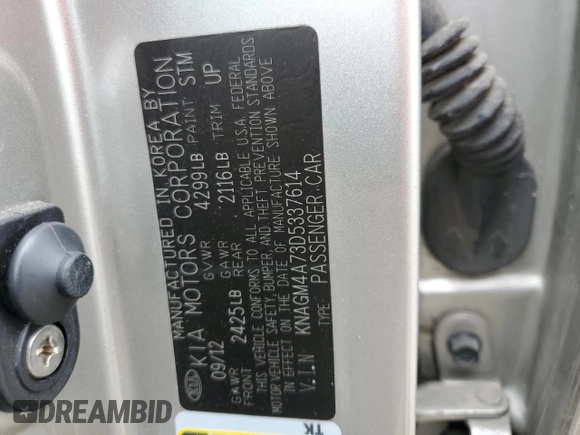 KIA
MANUFACTURED IN KOREA BY
KIA MOTORS CORPORATION
09/12 GVWR 4299LB PAINT STM
GAWR FRONT 2425LB GAWR REAR 2116LB TRIM UP
THIS VEHICLE CONFORMS TO ALL APPLICABLE U.S.A. FEDERAL
MOTOR VEHICLE SAFETY, BUMPER, AND THEFT PREVENTION STANDARDS
IN EFFECT ON THE DATE OF MANUFACTURE SHOWN ABOVE
V.I.N KNAGM4A73D5337614
TYPE PASSENGER CAR
TK
DREAMBID